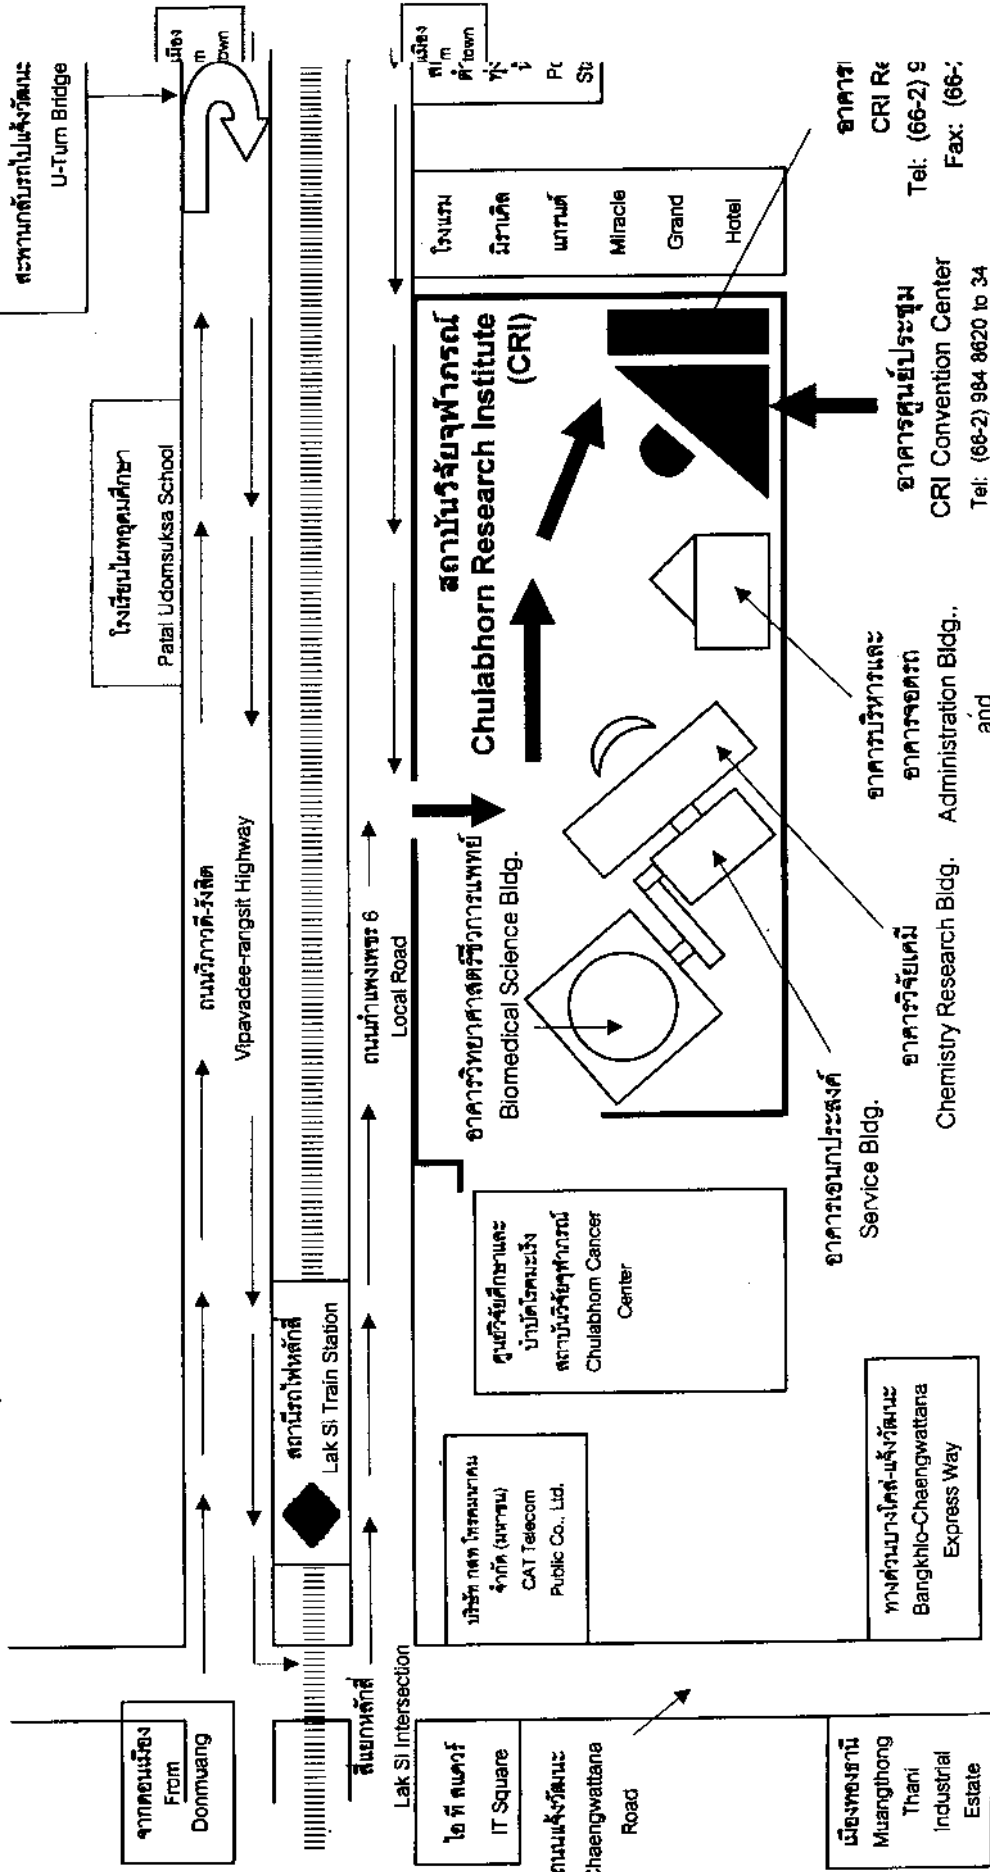 สะพานกลับรถไปแจ้งวัฒนะ
U-Turn Bridge
เมือง
town
เมือง
town
โรงเรียนไผทอุดมศึกษา
Patai Udomsuksa School
ถนนวิภาวดี-รังสิต
Vipavadee-rangsit Highway
ถนนกำแพงเพชร 6
Local Road
สถานีรถไฟหลักสี่
Lak Si Train Station
จากดอนเมือง
From
Donmuang
สี่แยกหลักสี่
Lak Si Intersection
โรงแรม
มิราเคิล
แกรนด์
Miracle
Grand
Hotel
สถาบันวิจัยจุฬาภรณ์
Chulabhorn Research Institute
(CRI)
อาคารวิทยาศาสตร์ชีวการแพทย์
Biomedical Science Bldg.
ศูนย์วิจัยศึกษาและ
บำบัดโรคมะเร็ง
สถาบันวิจัยจุฬาภรณ์
Chulabhorn Cancer
Center
บริษัท กสท โทรคมนาคม
จำกัด (มหาชน)
CAT Telecom
Public Co., Ltd.
ไอ ที สแควร์
IT Square
ถนนแจ้งวัฒนะ
Chaengwattana
Road
เมืองทองธานี
Muangthong
Thani
Industrial
Estate
ทางด่วนบางโคล่-แจ้งวัฒนะ
Bangkhlo-Chaengwattana
Express Way
อาคารเอนกประสงค์
Service Bldg.
อาคารวิจัยเคมี
Chemistry Research Bldg.
อาคารบริหารและ
อาคารจอดรถ
Administration Bldg.,
and
อาคารศูนย์ประชุม
CRI Convention Center
Tel: (66-2) 984 8620 to 34
อาคาร
CRI Re
Tel: (66-2) 9
Fax: (66-